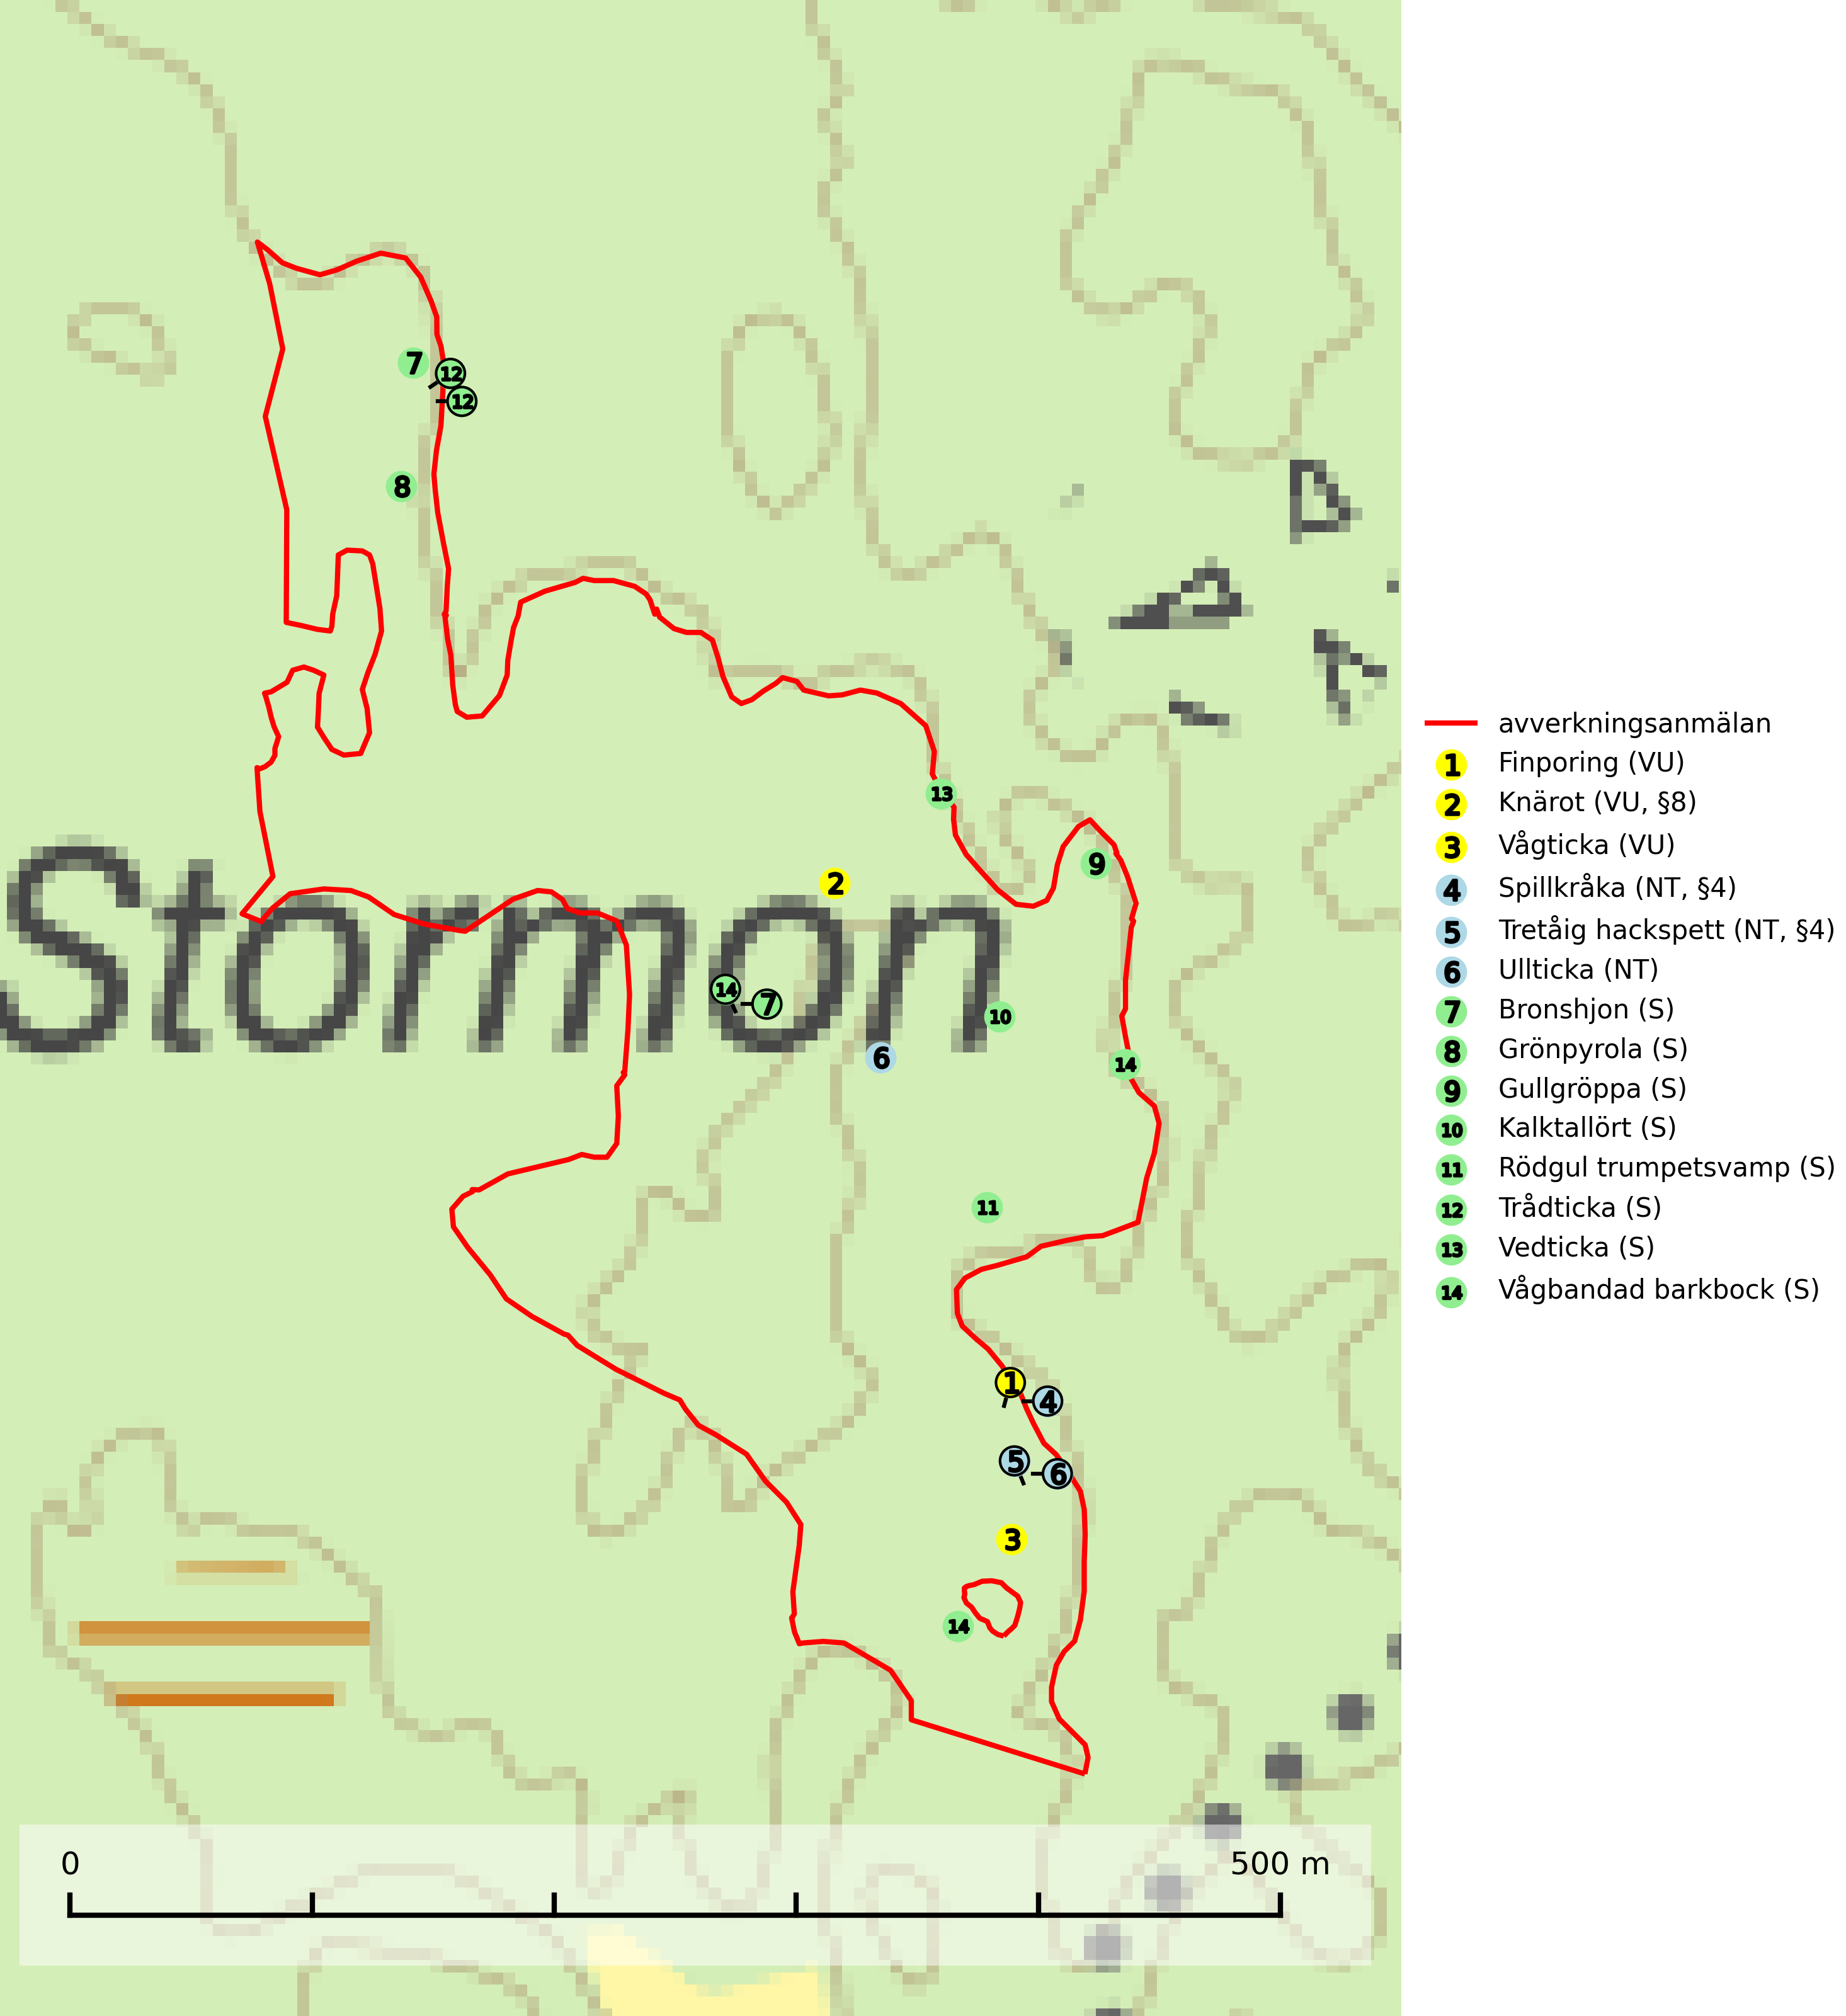 7
12
12
8
13
9
2
Stormon
14
7
10
6
14
11
1
4
5
6
3
14
0
500 m
avverkningsanmälan
1 Finporing (VU)
2 Knärot (VU, §8)
3 Vågticka (VU)
4 Spillkråka (NT, §4)
5 Tretåig hackspett (NT, §4)
6 Ullticka (NT)
7 Bronshjon (S)
8 Grönpyrola (S)
9 Gullgröppa (S)
10 Kalktallört (S)
11 Rödgul trumpetsvamp (S)
12 Trådticka (S)
13 Vedticka (S)
14 Vågbandad barkbock (S)